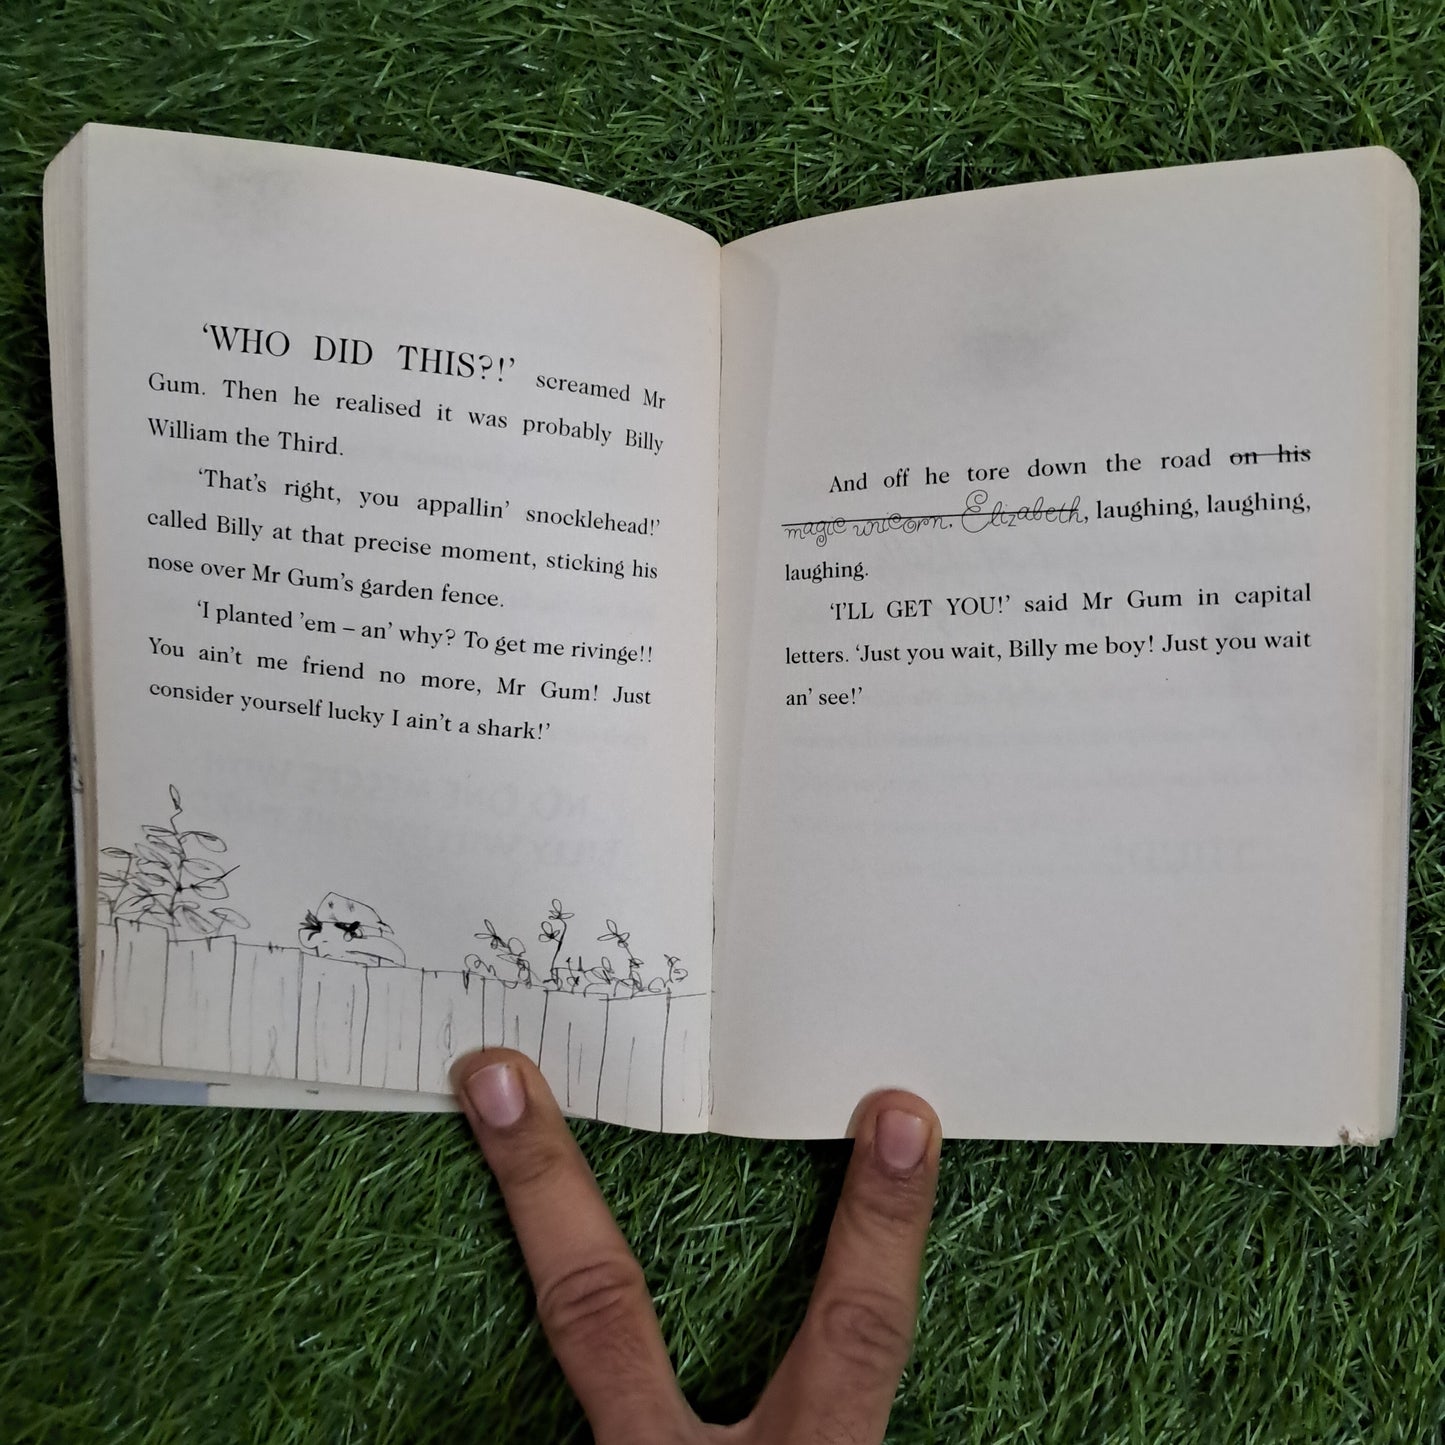 ‘WHO DID THIS?!’ screamed Mr
Gum. Then he realised it was probably Billy
William the Third.
‘That’s right, you appallin’ snocklehead!’
called Billy at that precise moment, sticking his
nose over Mr Gum’s garden fence.
‘I planted ’em – an’ why? To get me rivinge!!
You ain’t me friend no more, Mr Gum! Just
consider yourself lucky I ain’t a shark!’
And off he tore down the road on his
magic unicorn, Elizabeth, laughing, laughing,
laughing.
‘I’LL GET YOU!’ said Mr Gum in capital
letters. ‘Just you wait, Billy me boy! Just you wait
an’ see!’